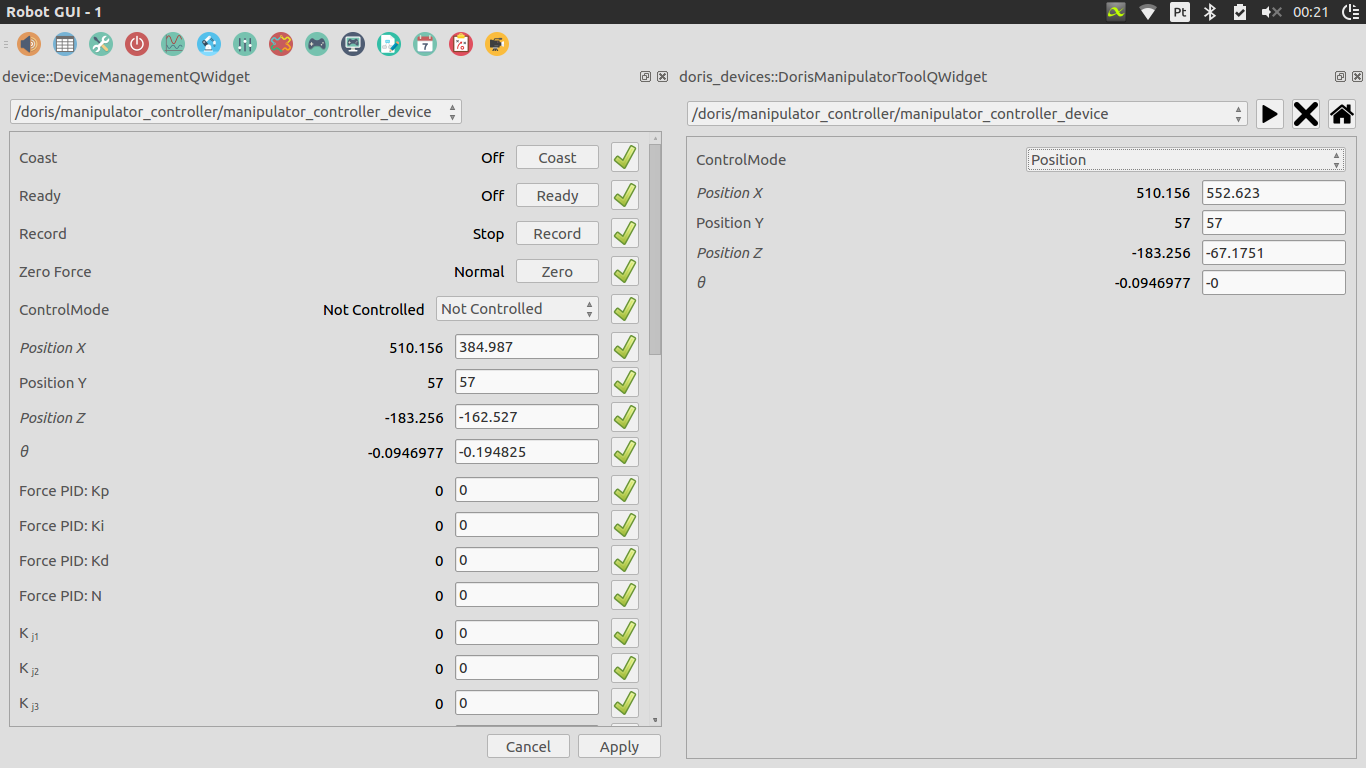 Robot GUI - 1
Pt
00:21
7
device::DeviceManagementQWidget
/doris/manipulator_controller/manipulator_controller_device
Coast Off Coast
Ready Off Ready
Record Stop Record
Zero Force Normal Zero
ControlMode Not Controlled Not Controlled
Position X 510.156 384.987
Position Y 57 57
Position Z -183.256 -162.527
θ -0.0946977 -0.194825
Force PID: Kp 0 0
Force PID: Ki 0 0
Force PID: Kd 0 0
Force PID: N 0 0
K j1 0 0
K j2 0 0
K j3 0 0
Cancel Apply
doris_devices::DorisManipulatorToolQWidget
/doris/manipulator_controller/manipulator_controller_device
ControlMode Position
Position X 510.156 552.623
Position Y 57 57
Position Z -183.256 -67.1751
θ -0.0946977 -0